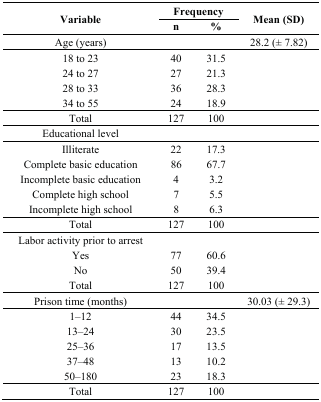 Variable Frequency Mean (SD)
n %
Age (years) 28.2 (± 7.82)
18 to 23 40 31.5
24 to 27 27 21.3
28 to 33 36 28.3
34 to 55 24 18.9
Total 127 100
Educational level
Illiterate 22 17.3
Complete basic education 86 67.7
Incomplete basic education 4 3.2
Complete high school 7 5.5
Incomplete high school 8 6.3
Total 127 100
Labor activity prior to arrest
Yes 77 60.6
No 50 39.4
Total 127 100
Prison time (months) 30.03 (± 29.3)
1–12 44 34.5
13–24 30 23.5
25–36 17 13.5
37–48 13 10.2
50–180 23 18.3
Total 127 100